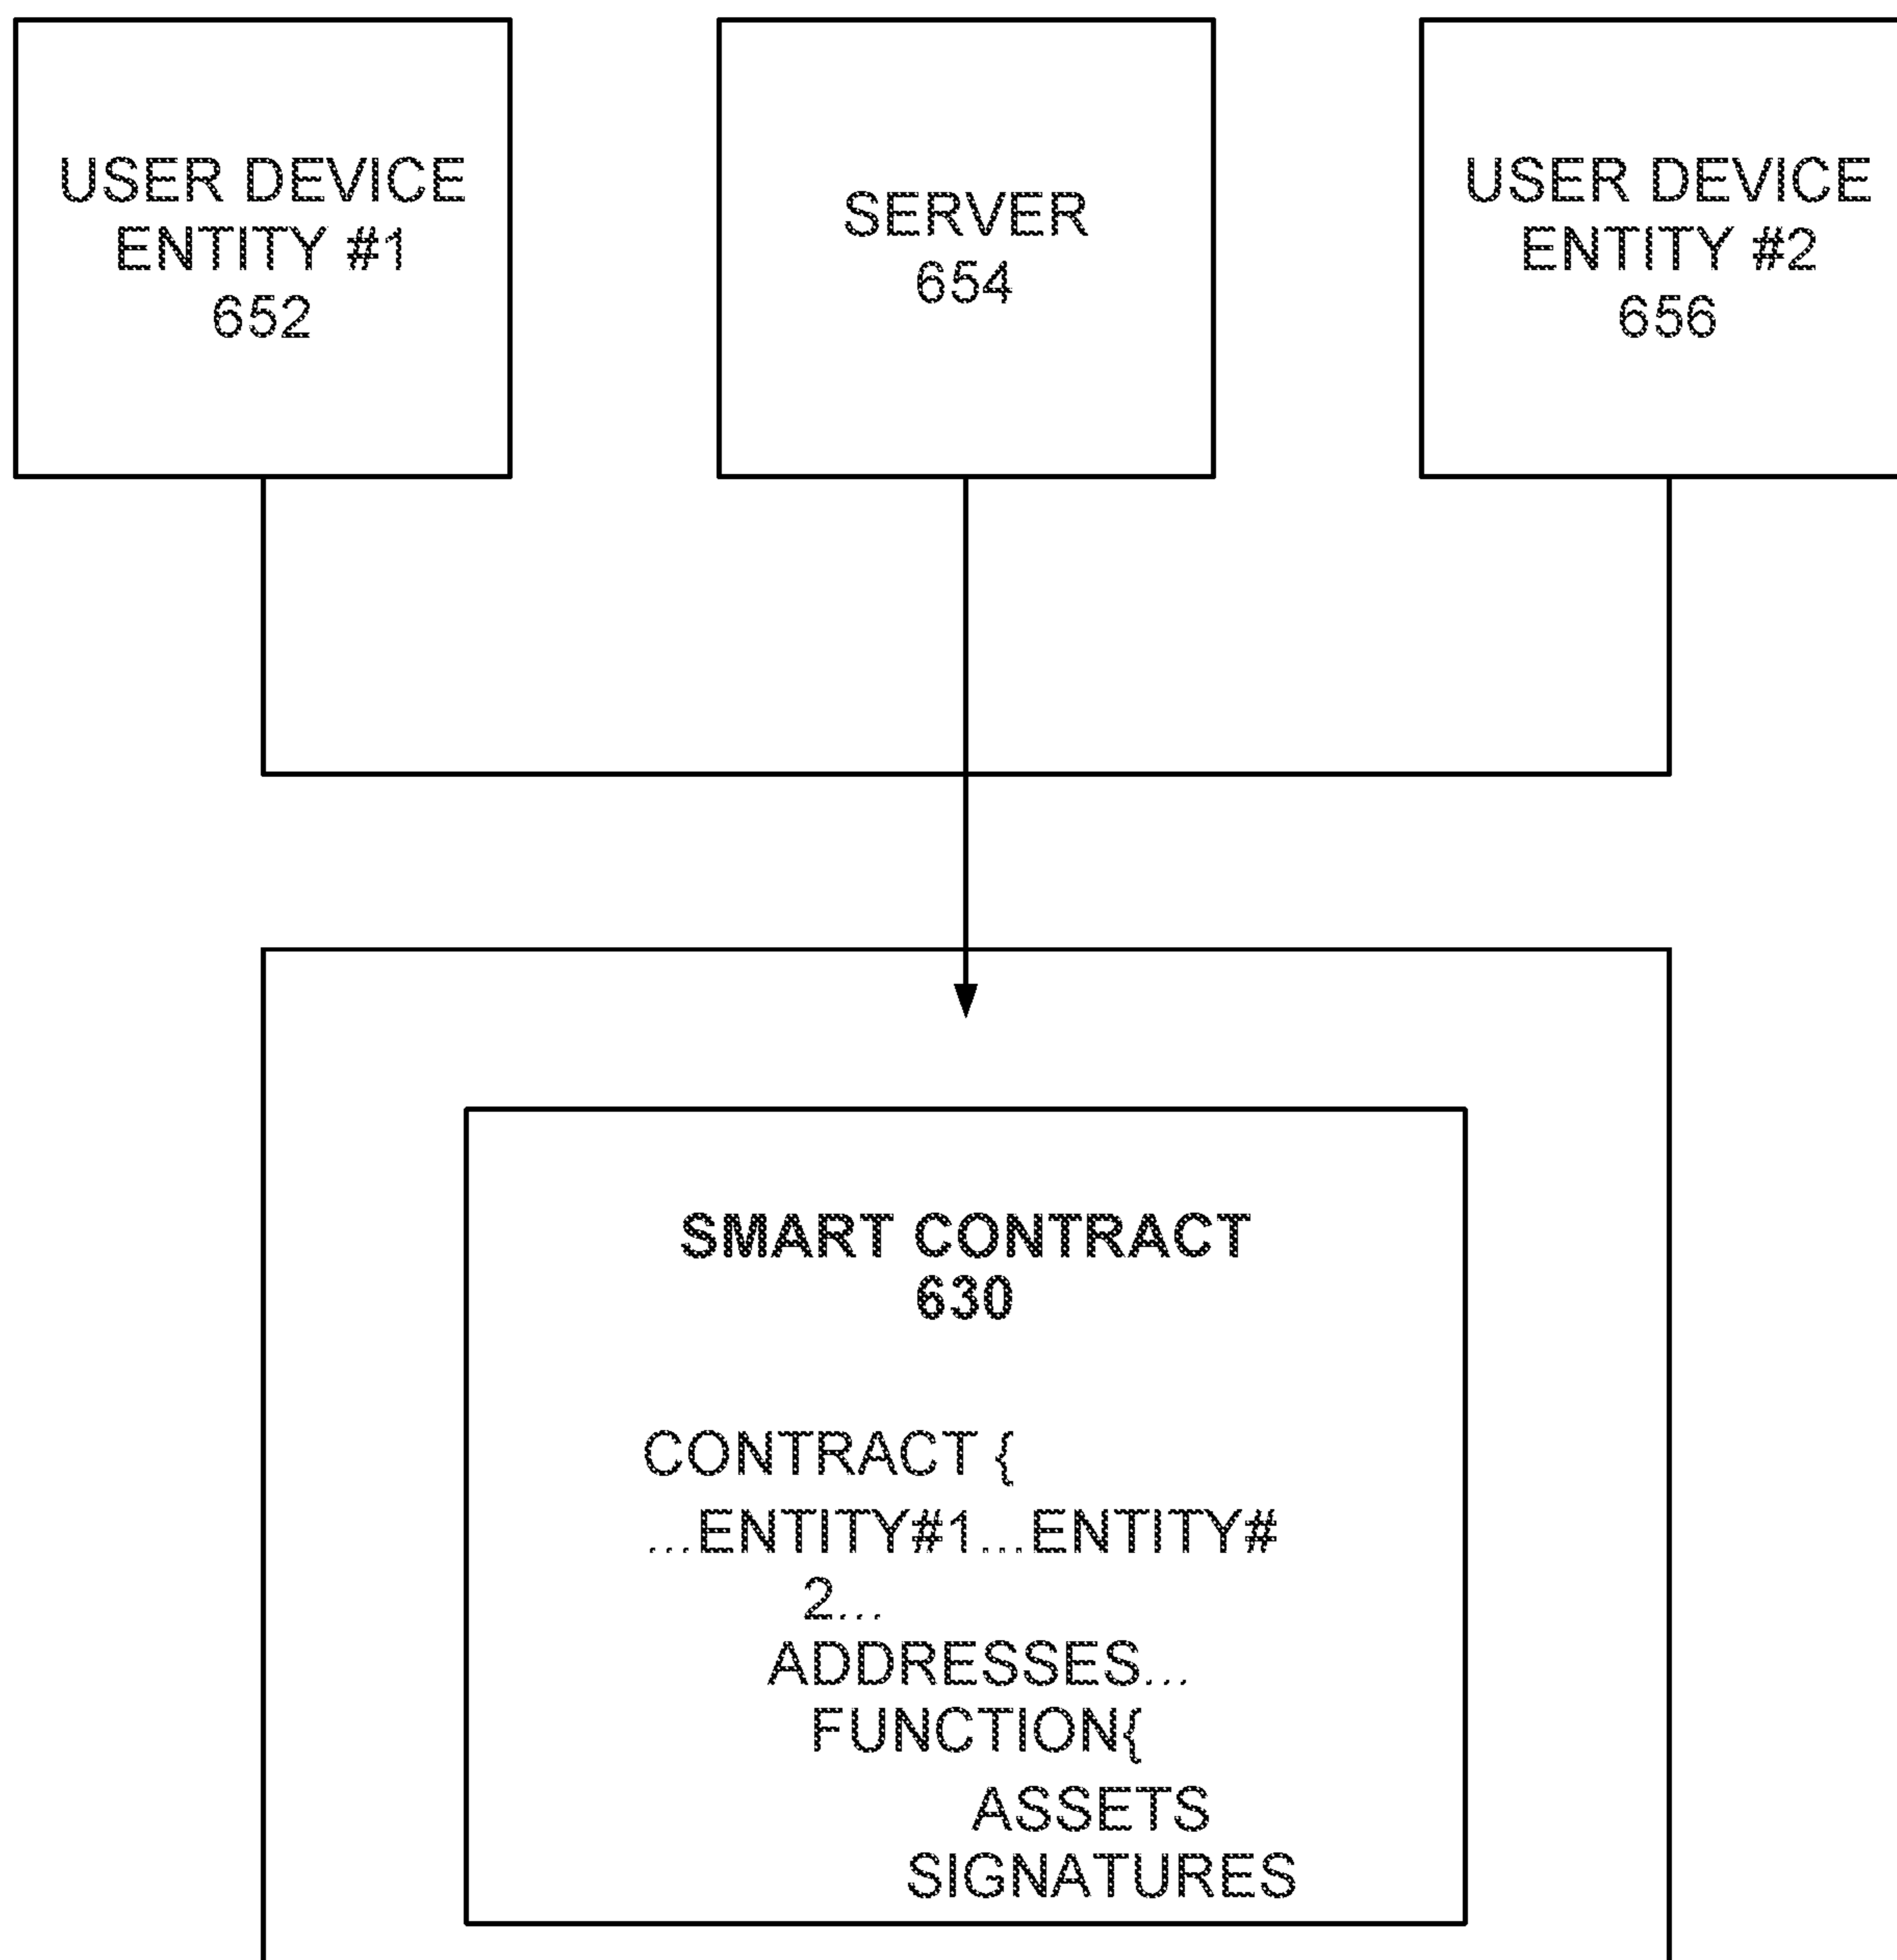 USER DEVICE
ENTITY #1
652
SERVER
654
USER DEVICE
ENTITY #2
656
SMART CONTRACT
630
CONTRACT {
...ENTITY#1...ENTITY#
2...
ADDRESSES...
FUNCTION{
ASSETS
SIGNATURES